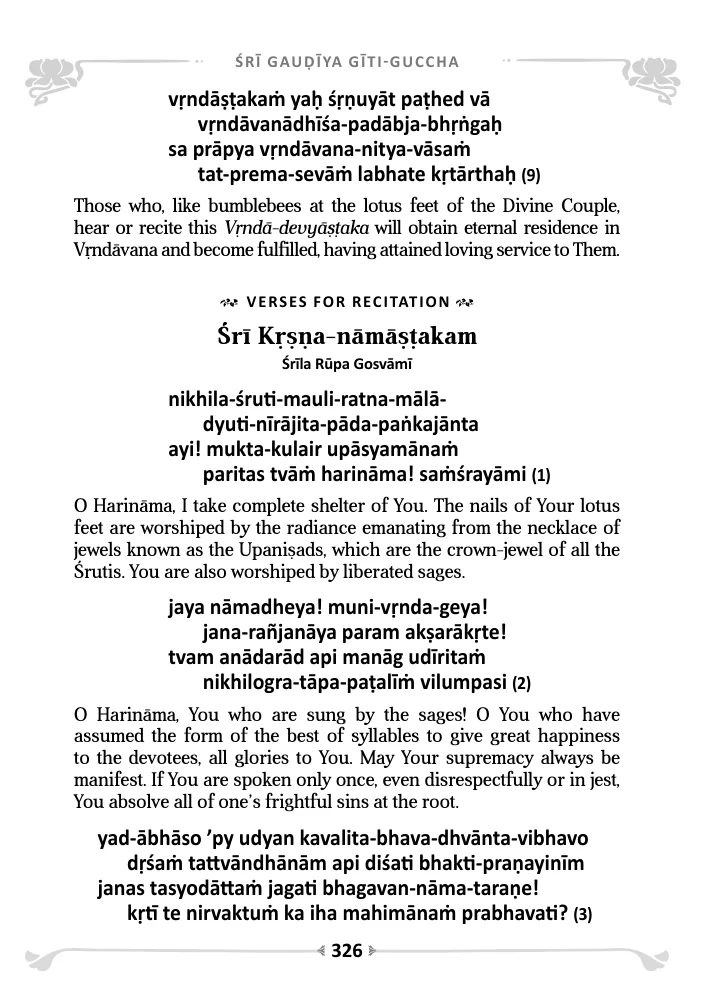 ŚRĪ GAUḌĪYA GĪTI-GUCCHA
vṛndāṣṭakaṁ yaḥ śṛṇuyāt paṭhed vā
vṛndāvanādhīśa-padābja-bhṛṅgaḥ
sa prāpya vṛndāvana-nitya-vāsaṁ
tat-prema-sevāṁ labhate kṛtārthaḥ (9)
Those who, like bumblebees at the lotus feet of the Divine Couple,
hear or recite this Vṛndā-devyāṣṭaka will obtain eternal residence in
Vṛndāvana and become fulfilled, having attained loving service to Them.
VERSES FOR RECITATION
Śrī Kṛṣṇa-nāmāṣṭakam
Śrīla Rūpa Gosvāmī
nikhila-śruti-mauli-ratna-mālā-
dyuti-nīrājita-pāda-paṅkajānta
ayi! mukta-kulair upāsyamānaṁ
paritas tvāṁ harināma! saṁśrayāmi (1)
O Harināma, I take complete shelter of You. The nails of Your lotus
feet are worshiped by the radiance emanating from the necklace of
jewels known as the Upaniṣads, which are the crown-jewel of all the
Śrutis. You are also worshiped by liberated sages.
jaya nāmadheya! muni-vṛnda-geya!
jana-rañjanāya param akṣarākṛte!
tvam anādarād api manāg udīritaṁ
nikhilogra-tāpa-paṭalīṁ vilumpasi (2)
O Harināma, You who are sung by the sages! O You who have
assumed the form of the best of syllables to give great happiness
to the devotees, all glories to You. May Your supremacy always be
manifest. If You are spoken only once, even disrespectfully or in jest,
You absolve all of one's frightful sins at the root.
yad-ābhāso 'py udyan kavalita-bhava-dhvānta-vibhavo
dṛśaṁ tattvāndhānām api diśati bhakti-praṇayinīm
janas tasyodāttaṁ jagati bhagavan-nāma-taraṇe!
kṛtī te nirvaktuṁ ka iha mahimānaṁ prabhavati? (3)
326